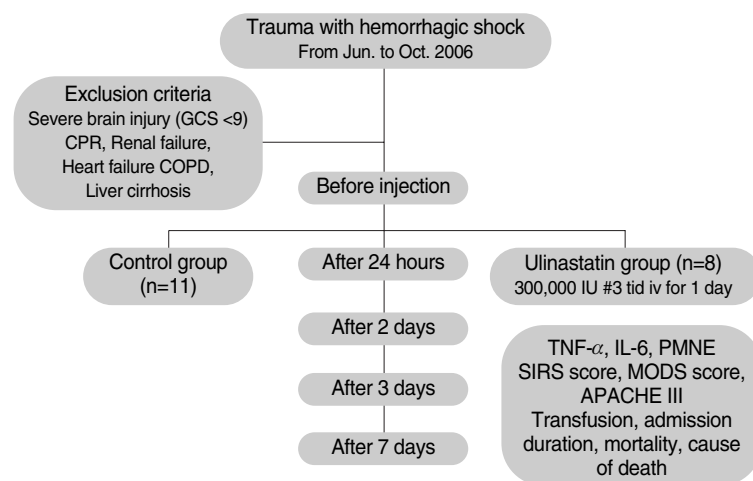 Trauma with hemorrhagic shock
From Jun. to Oct. 2006
Exclusion criteria
Severe brain injury (GCS <9)
CPR, Renal failure,
Heart failure COPD,
Liver cirrhosis
Before injection
Control group
(n=11)
After 24 hours
Ulinastatin group (n=8)
300,000 IU #3 tid iv for 1 day
After 2 days
After 3 days
After 7 days
TNF-α, IL-6, PMNE
SIRS score, MODS score,
APACHE III
Transfusion, admission
duration, mortality, cause
of death